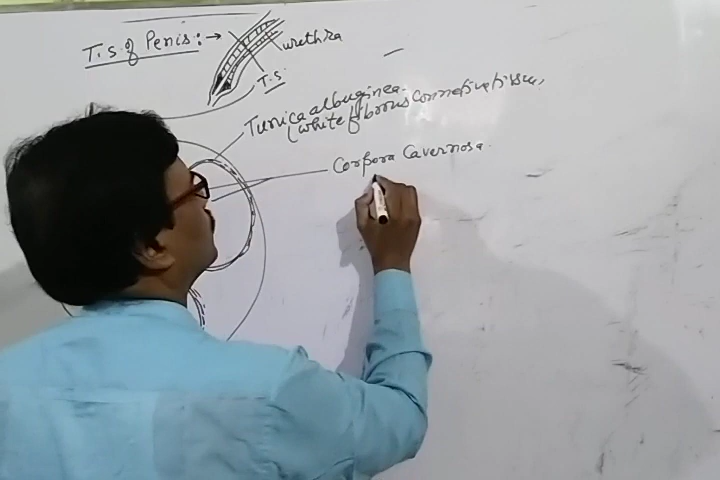 T.S. of Penis:→
urethra
T.S.
Tunica albuginea.
(white fibrous connective tissue,
Corpora Cavernosa.